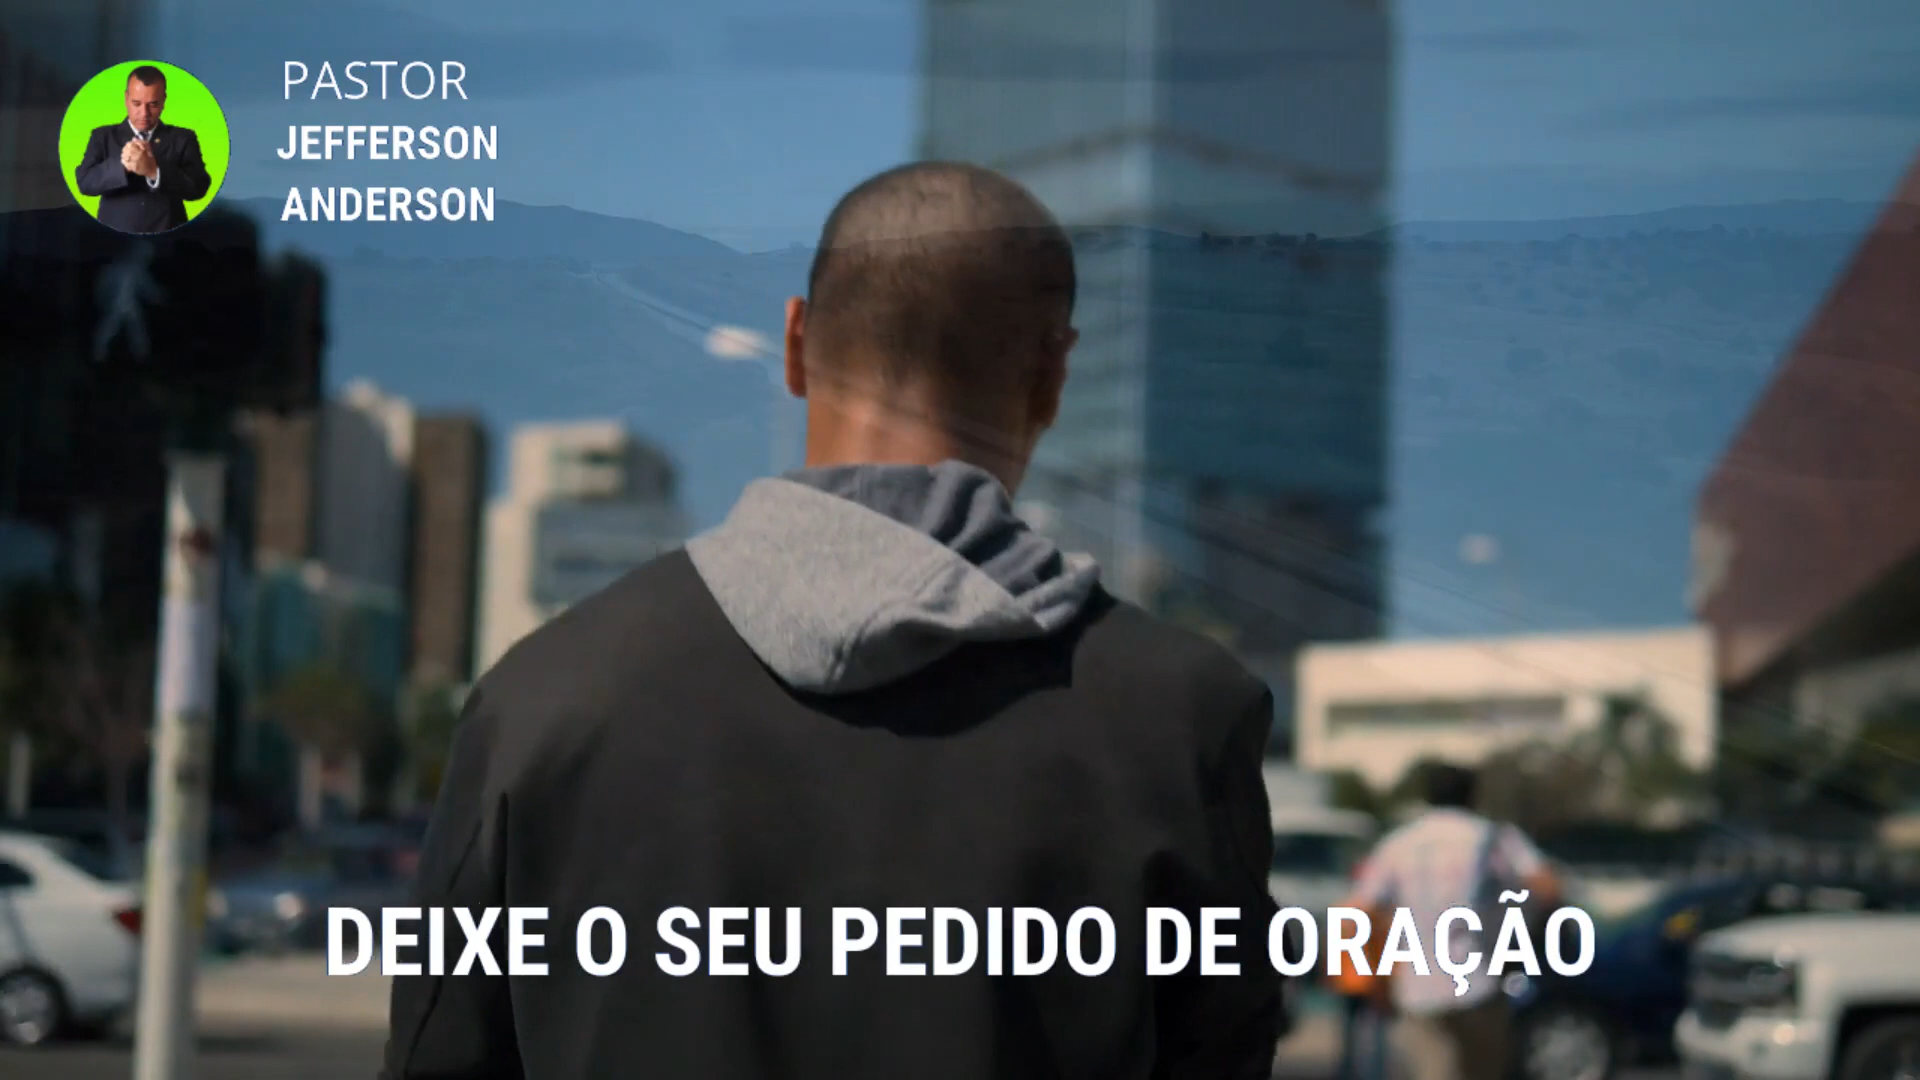 PASTOR
JEFFERSON
ANDERSON
DEIXE O SEU PEDIDO DE ORAÇÃO